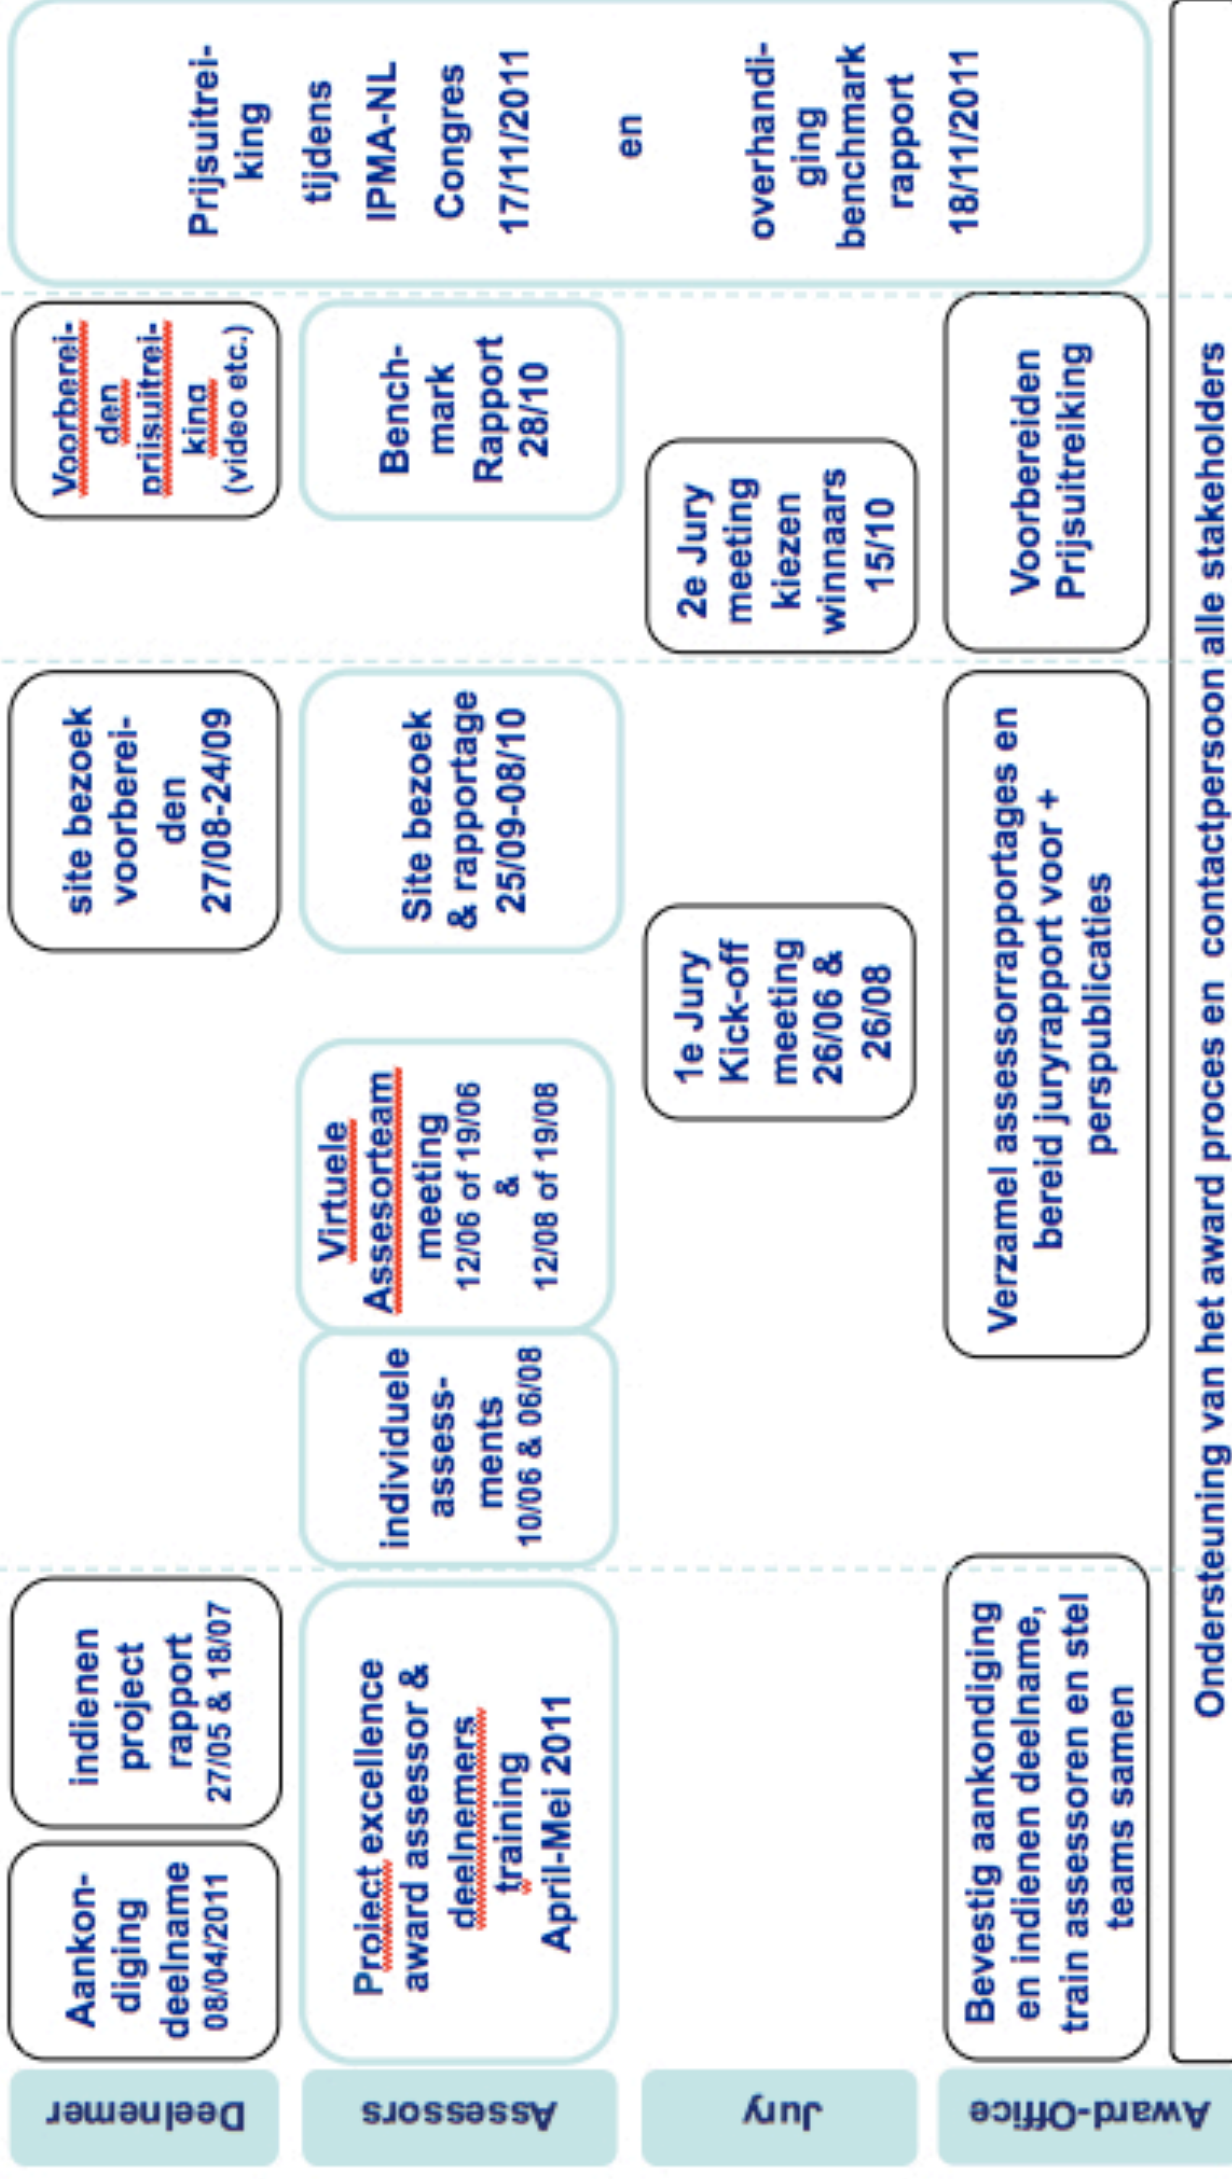 Deelnemer
Aankon-
diging
deelname
08/04/2011
indienen
project
rapport
27/05 & 18/07
site bezoek
voorberei-
den
27/08-24/09
Voorberei-
den
prijsuitrei-
king
(video etc.)
Assessors
Project excellence
award assessor &
deelnemers
training
April-Mei 2011
individuele
assess-
ments
10/06 & 06/08
Virtuele
Assesorteam
meeting
12/06 of 19/06
&
12/08 of 19/08
Site bezoek
& rapportage
25/09-08/10
Bench-
mark
Rapport
28/10
Jury
1e Jury
Kick-off
meeting
26/06 &
26/08
2e Jury
meeting
kiezen
winnaars
15/10
Award-Office
Bevestig aankondiging
en indienen deelname,
train assessoren en stel
teams samen
Verzamel assessorrapportages en
bereid juryrapport voor +
perspublicaties
Voorbereiden
Prijsuitreiking
Prijsuitrei-
king
tijdens
IPMA-NL
Congres
17/11/2011
en
overhandi-
ging
benchmark
rapport
18/11/2011
Ondersteuning van het award proces en contactpersoon alle stakeholders